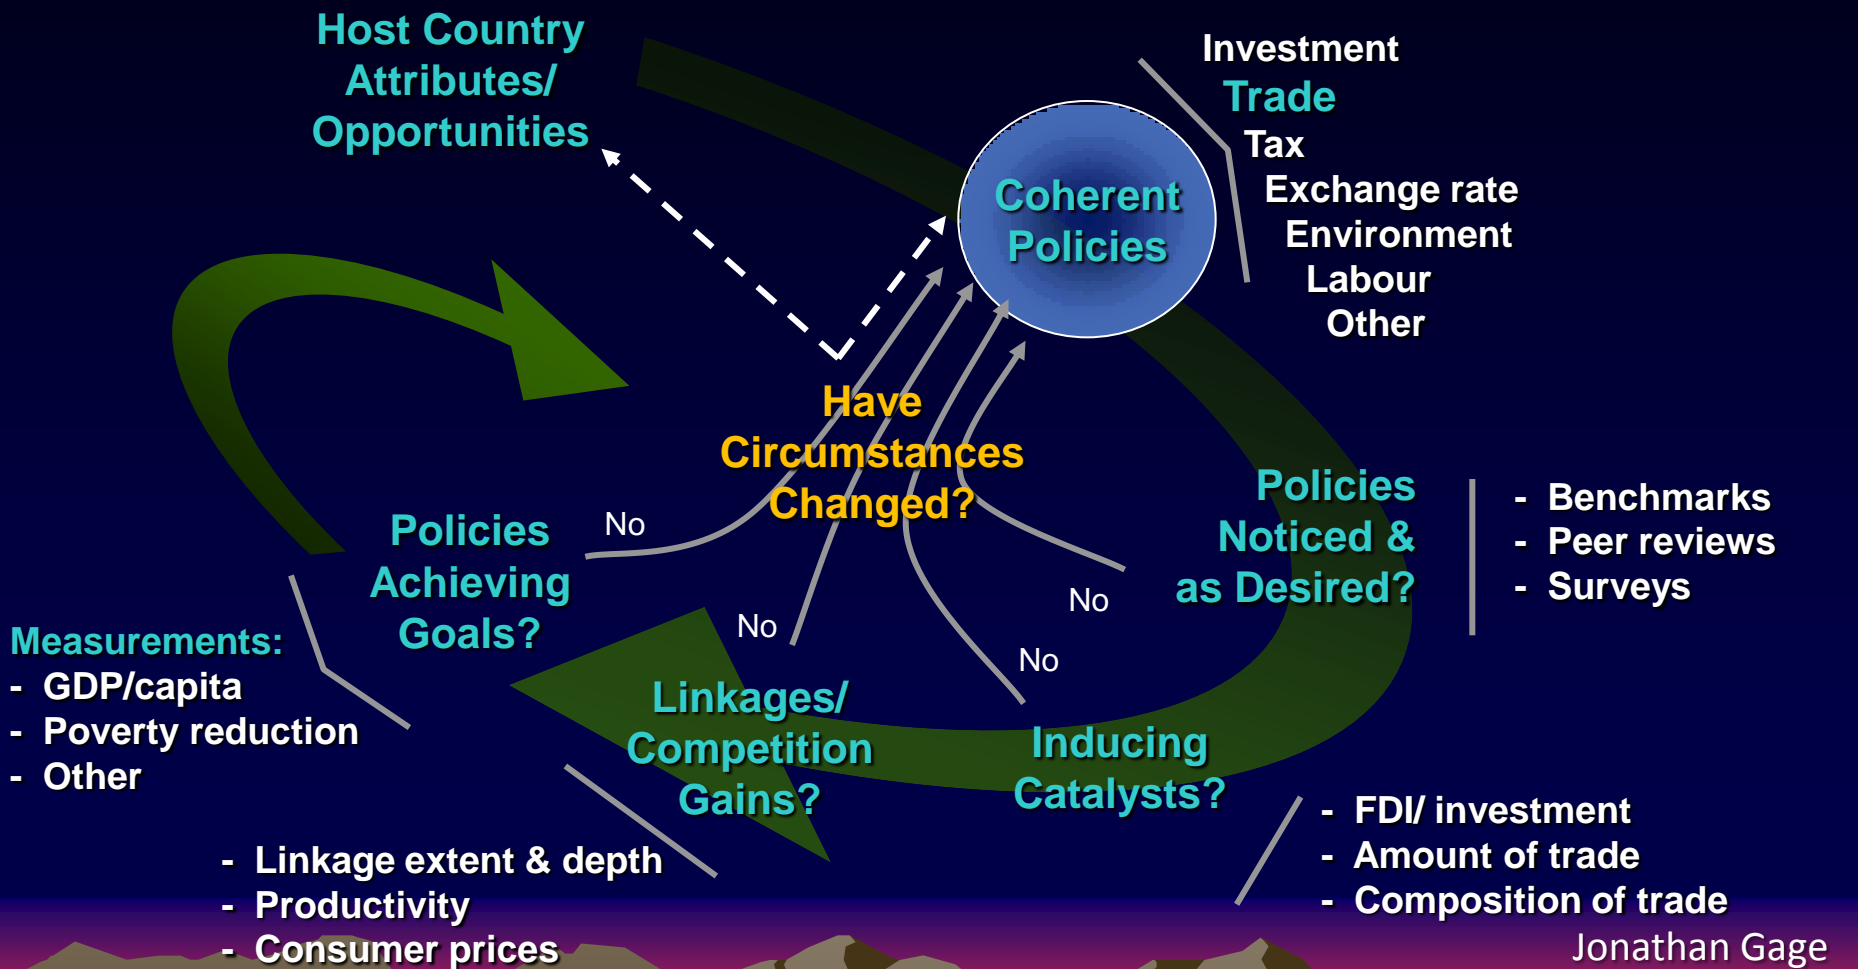 Host Country
Attributes/
Opportunities
Investment
Trade
Tax
Exchange rate
Environment
Labour
Other
Coherent
Policies
Have
Circumstances
Changed?
Policies
Noticed &
as Desired?
- Benchmarks
- Peer reviews
- Surveys
No
No
No
No
Policies
Achieving
Goals?
Measurements:
- GDP/capita
- Poverty reduction
- Other
Linkages/
Competition
Gains?
Inducing
Catalysts?
- Linkage extent & depth
- Productivity
- Consumer prices
- FDI/ investment
- Amount of trade
- Composition of trade
Jonathan Gage